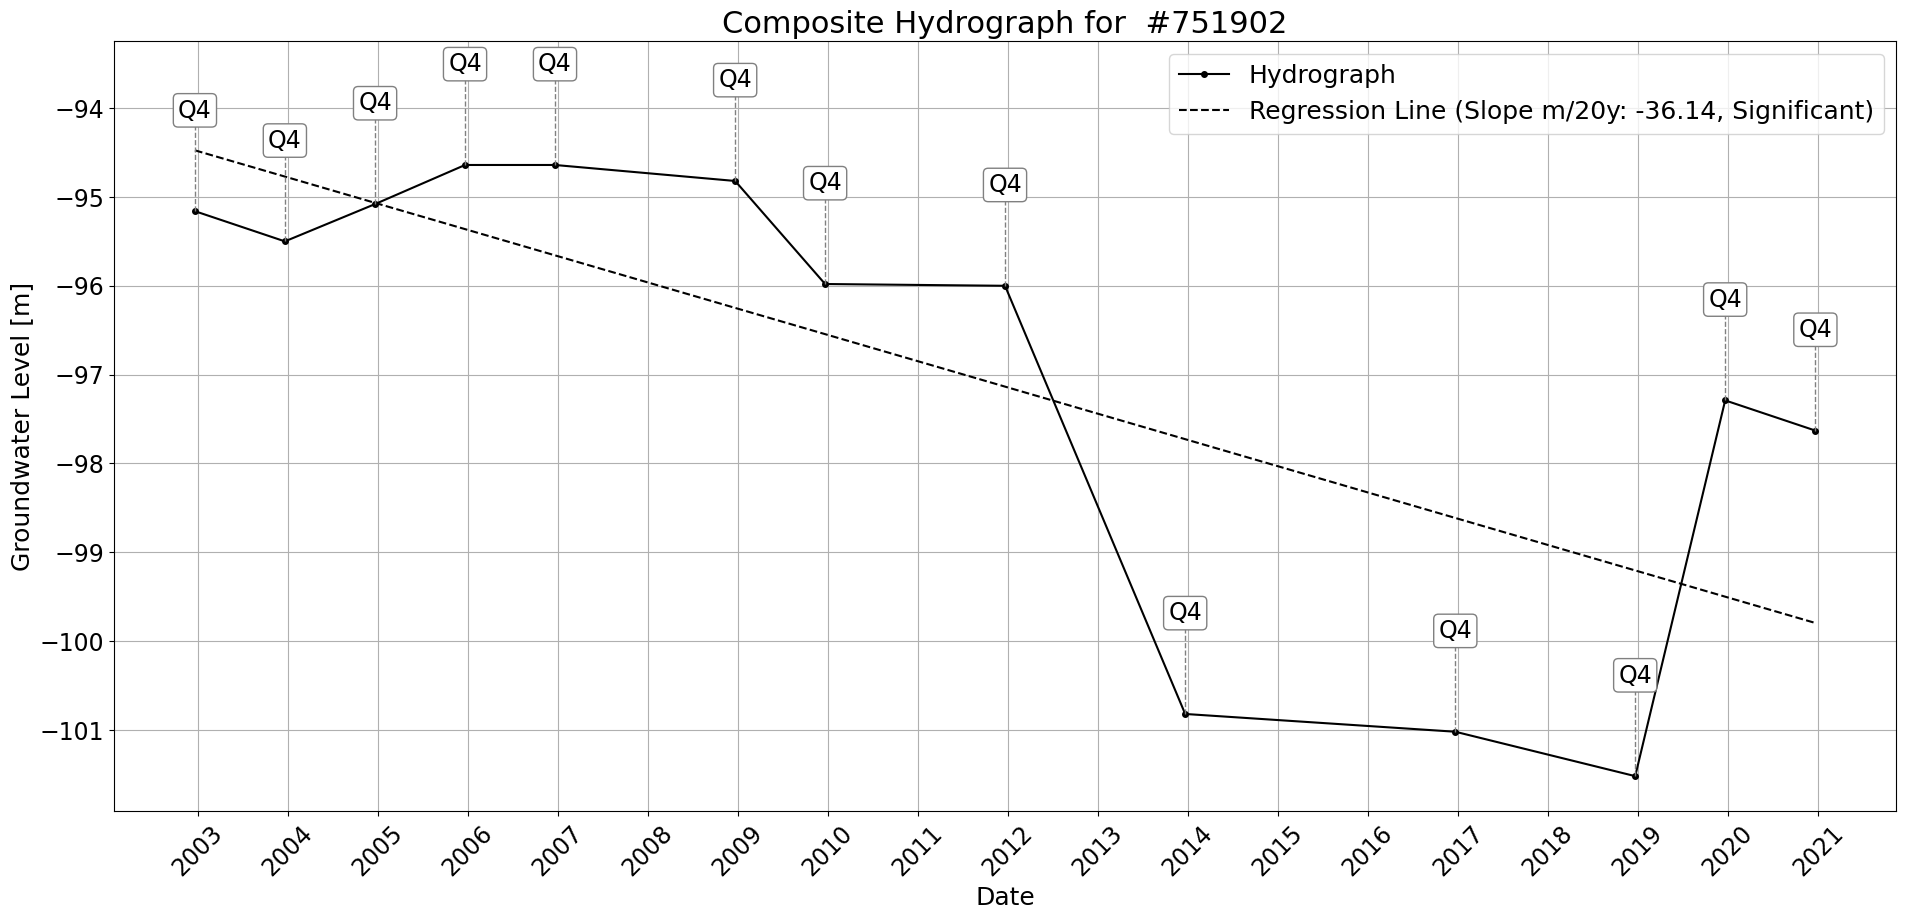 Composite Hydrograph for  #751902
Hydrograph
Regression Line (Slope m/20y: -36.14, Significant)
Groundwater Level [m]
−94
−95
−96
−97
−98
−99
−100
−101
Q4
Q4
Q4
Q4
Q4
Q4
Q4
Q4
Q4
Q4
Q4
Q4
Q4
2003
2004
2005
2006
2007
2008
2009
2010
2011
2012
2013
2014
2015
2016
2017
2018
2019
2020
2021
Date